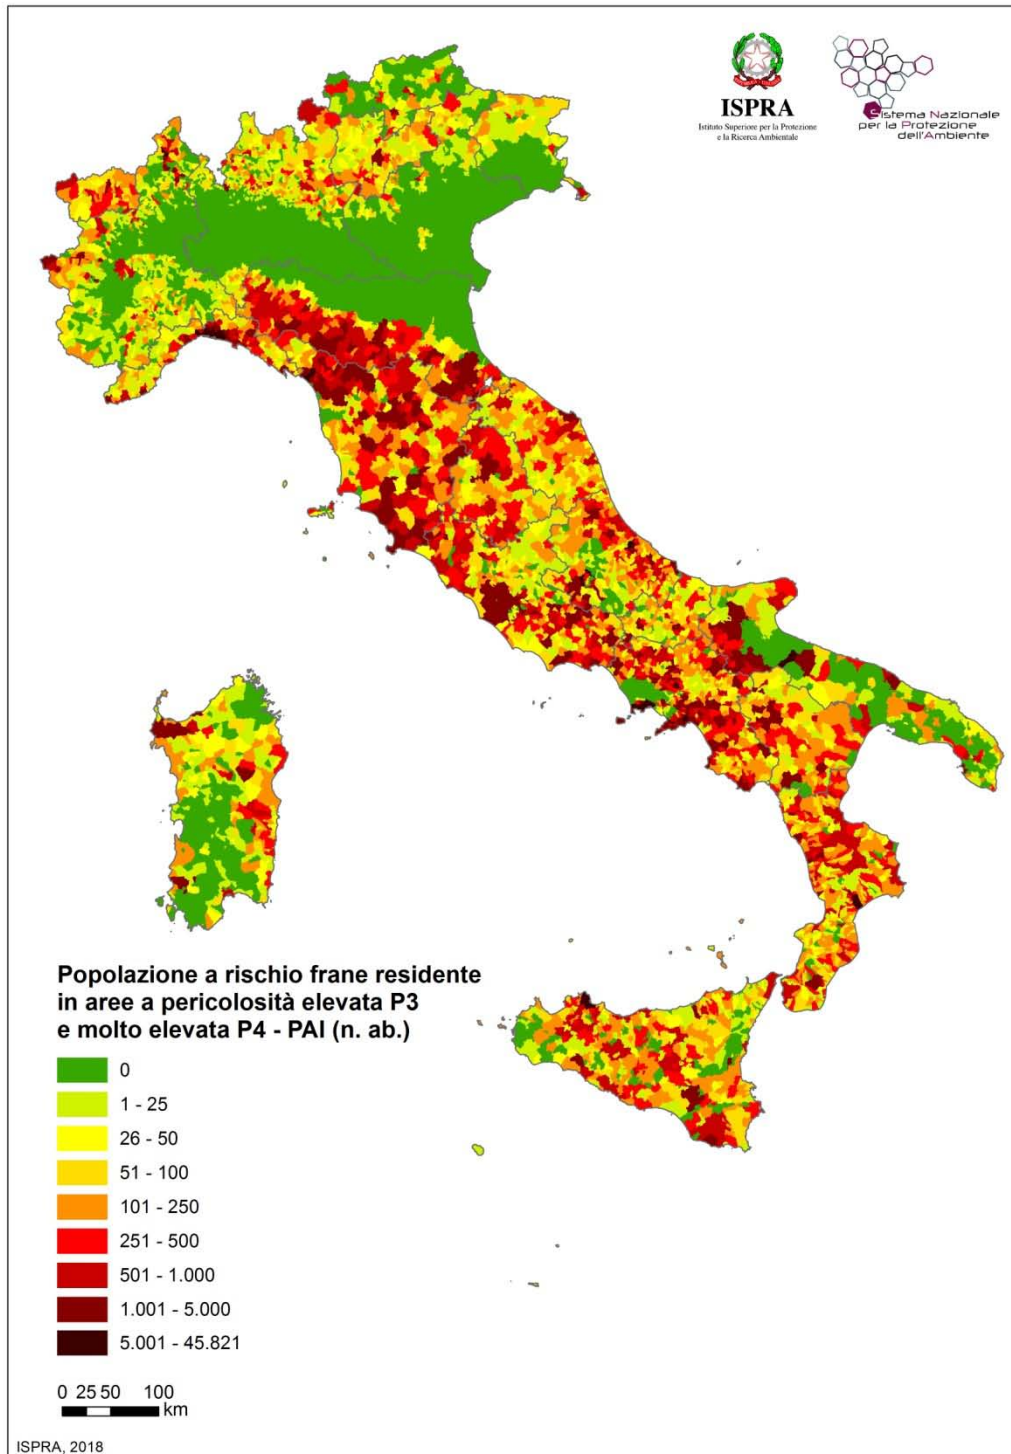 ISPRA
Istituto Superiore per la Protezione
e la Ricerca Ambientale
Sistema Nazionale
per la Protezione
dell'Ambiente
Popolazione a rischio frane residente
in aree a pericolosità elevata P3
e molto elevata P4 - PAI (n. ab.)
0
1 - 25
26 - 50
51 - 100
101 - 250
251 - 500
501 - 1.000
1.001 - 5.000
5.001 - 45.821
0 25 50 100
km
ISPRA, 2018